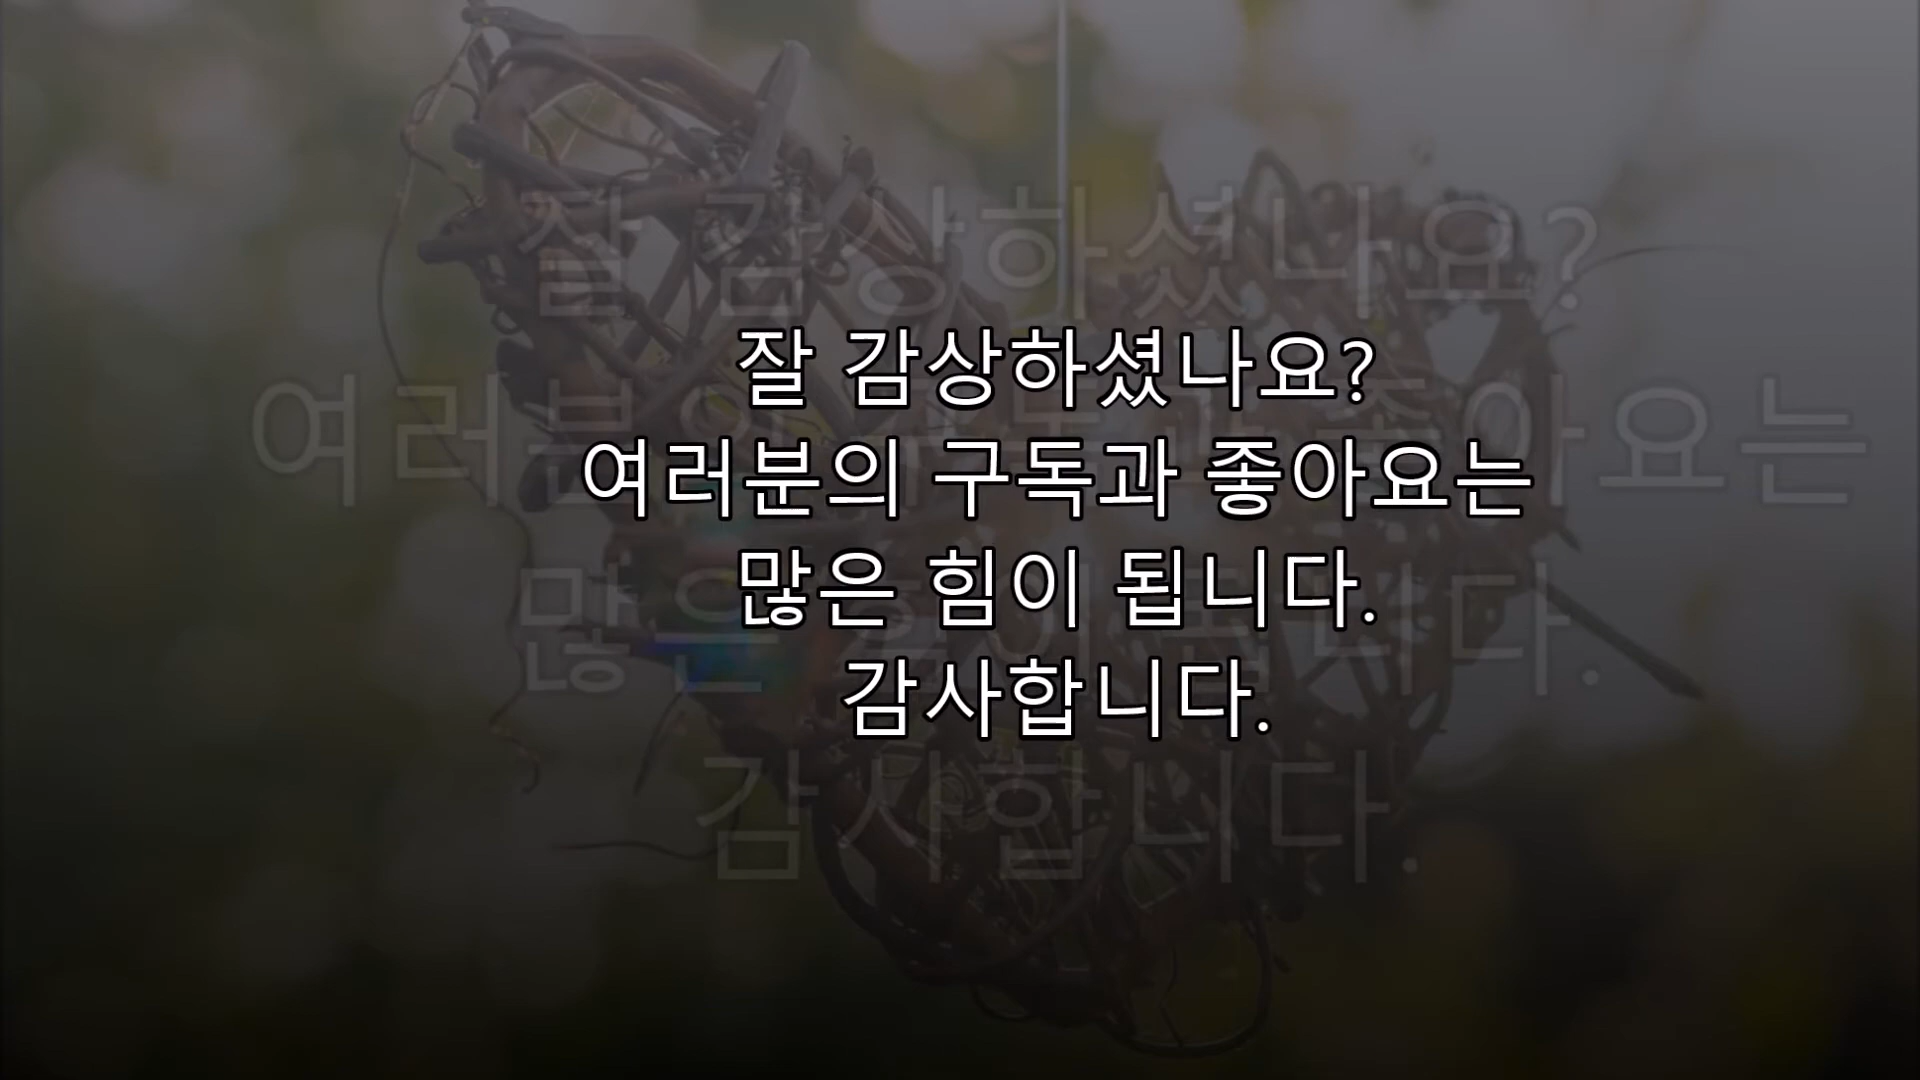 잘 감상하셨나요?
여러분의 구독과 좋아요는
많은 힘이 됩니다.
감사합니다.